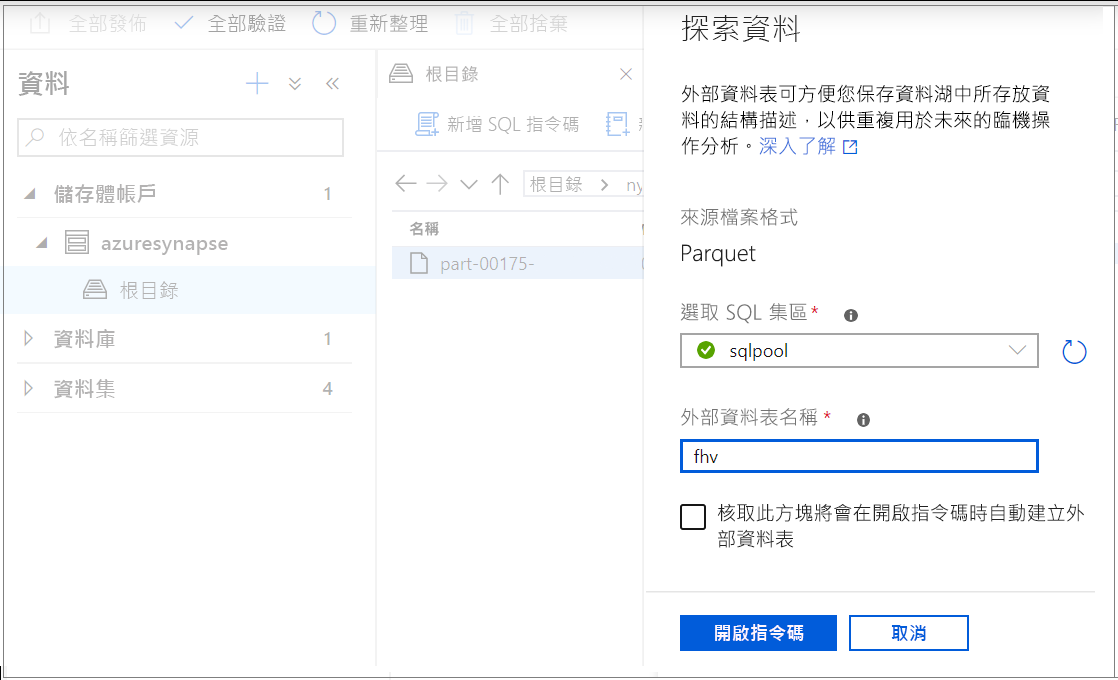 全部發佈
全部驗證
重新整理
全部捨棄
資料
依名稱篩選資源
儲存體帳戶 1
azuresynapse
根目錄
資料庫 1
資料集 4
根目錄
新增 SQL 指令碼
根目錄 > ny
名稱
part-00175-
探索資料
外部資料表可方便您保存資料湖中所存放資
料的結構描述，以供重複用於未來的臨機操
作分析。深入了解
來源檔案格式
Parquet
選取 SQL 集區*
sqlpool
外部資料表名稱 *
fhv
核取此方塊將會在開啟指令碼時自動建立外
部資料表
開啟指令碼
取消